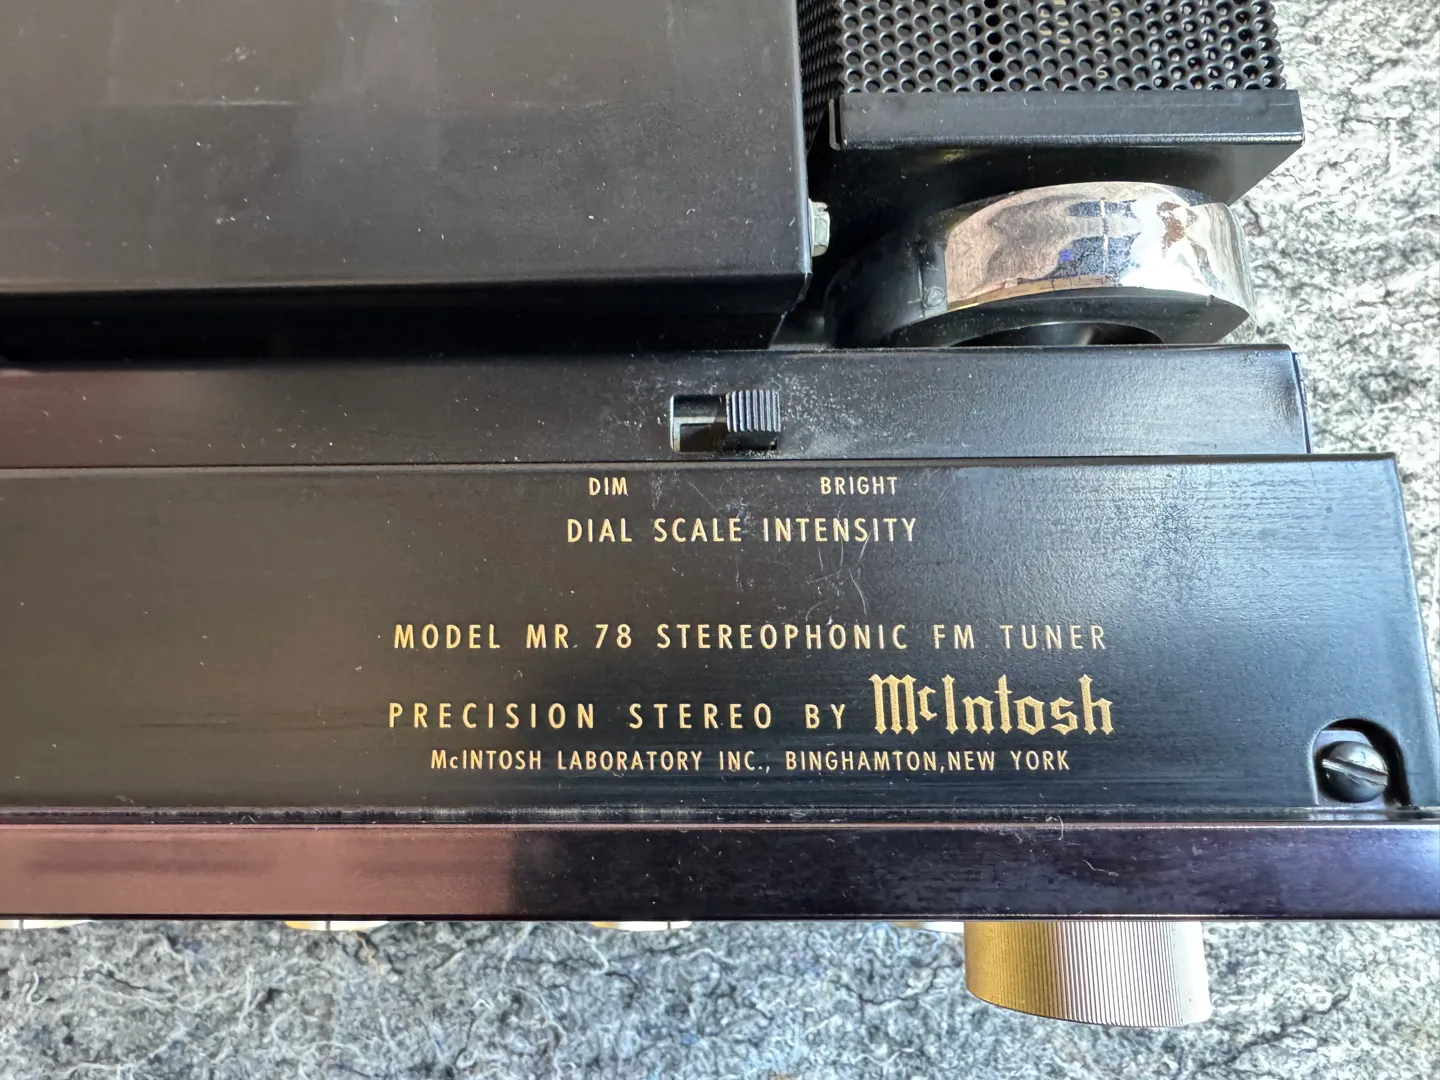 DIM BRIGHT
DIAL SCALE INTENSITY
MODEL MR 78 STEREOPHONIC FM TUNER
PRECISION STEREO BY McIntosh
McINTOSH LABORATORY INC., BINGHAMTON, NEW YORK